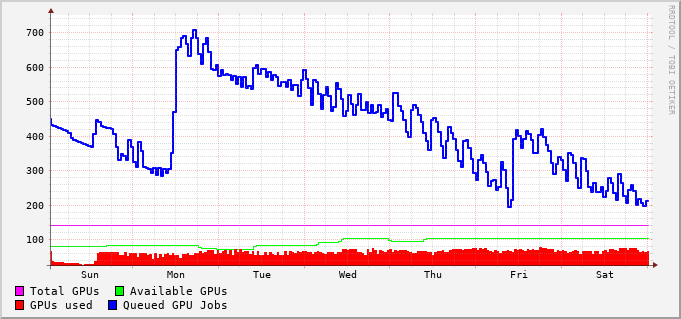 RRDTOOL / TOBI OETIKER
700
600
500
400
300
200
100
Sun Mon Tue Wed Thu Fri Sat
Total GPUs Available GPUs
GPUs used Queued GPU Jobs